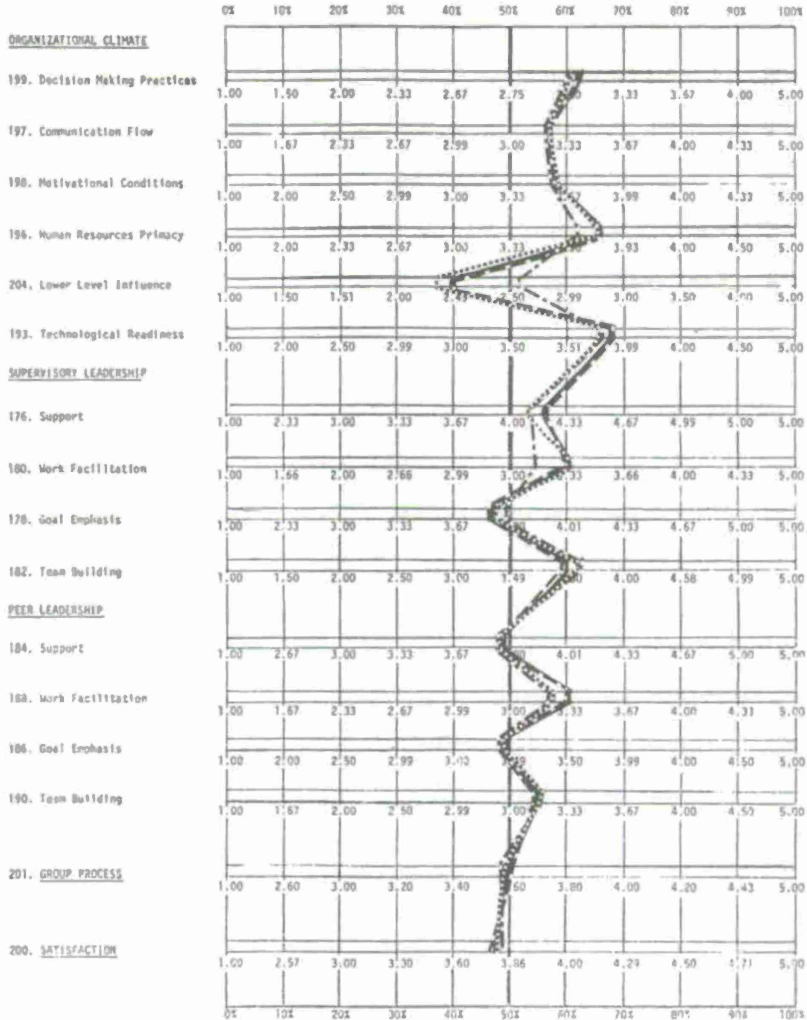 0% 10% 20% 30% 40% 50% 60% 70% 80% 90% 100%
ORGANIZATIONAL CLIMATE
199. Decision Making Practices
1.00 1.50 2.00 2.33 2.67 2.75 3.33 3.67 4.00 5.00
197. Communication Flow
1.00 1.67 2.33 2.67 2.99 3.00 3.33 3.67 4.00 4.33 5.00
198. Motivational Conditions
1.00 2.33 2.50 2.99 3.00 3.33 3.67 3.99 4.00 4.33 5.00
196. Human Resources Primacy
1.00 2.00 2.33 2.67 3.00 3.33 3.93 4.00 4.50 5.00
204. Lower Level Influence
1.00 1.50 1.51 2.00 2.50 2.99 3.00 3.50 4.00 5.00
193. Technological Readiness
1.00 2.00 2.50 2.99 3.00 3.50 3.51 3.99 4.00 4.50 5.00
SUPERVISORY LEADERSHIP
176. Support
1.00 2.33 3.00 3.33 3.67 4.00 4.33 4.67 4.99 5.00
180. Work Facilitation
1.00 1.66 2.00 2.66 2.99 3.00 3.33 3.66 4.00 4.33 5.00
178. Goal Emphasis
1.00 2.33 3.00 3.33 3.67 4.01 4.33 4.67 5.00 5.00
182. Team Building
1.00 1.50 2.00 2.50 3.00 3.49 4.00 4.58 4.99 5.00
PEER LEADERSHIP
184. Support
1.00 2.67 3.00 3.33 3.67 4.01 4.33 4.67 5.00 5.00
188. Work Facilitation
1.00 1.67 2.33 2.67 2.99 3.00 3.33 3.67 4.00 4.33 5.00
186. Goal Emphasis
1.00 2.00 2.67 2.99 3.49 3.50 3.99 4.00 4.50 5.00
190. Team Building
1.00 1.67 2.00 2.50 2.99 3.00 3.33 3.67 4.00 4.50 5.00
201. GROUP PROCESS
1.00 2.60 3.00 3.20 3.40 3.60 3.80 4.00 4.20 4.43 5.00
200. SATISFACTION
1.00 2.57 3.00 3.30 3.60 3.86 4.00 4.29 4.50 4.71 5.00
0% 10% 20% 30% 40% 50% 60% 70% 80% 90% 100%